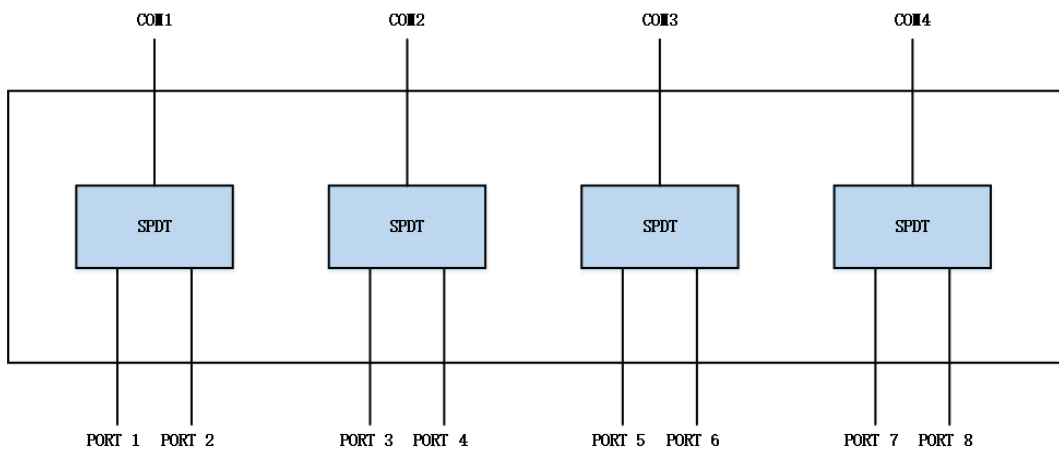 COM1 COM2 COM3 COM4
SPDT SPDT SPDT SPDT
PORT 1 PORT 2 PORT 3 PORT 4 PORT 5 PORT 6 PORT 7 PORT 8